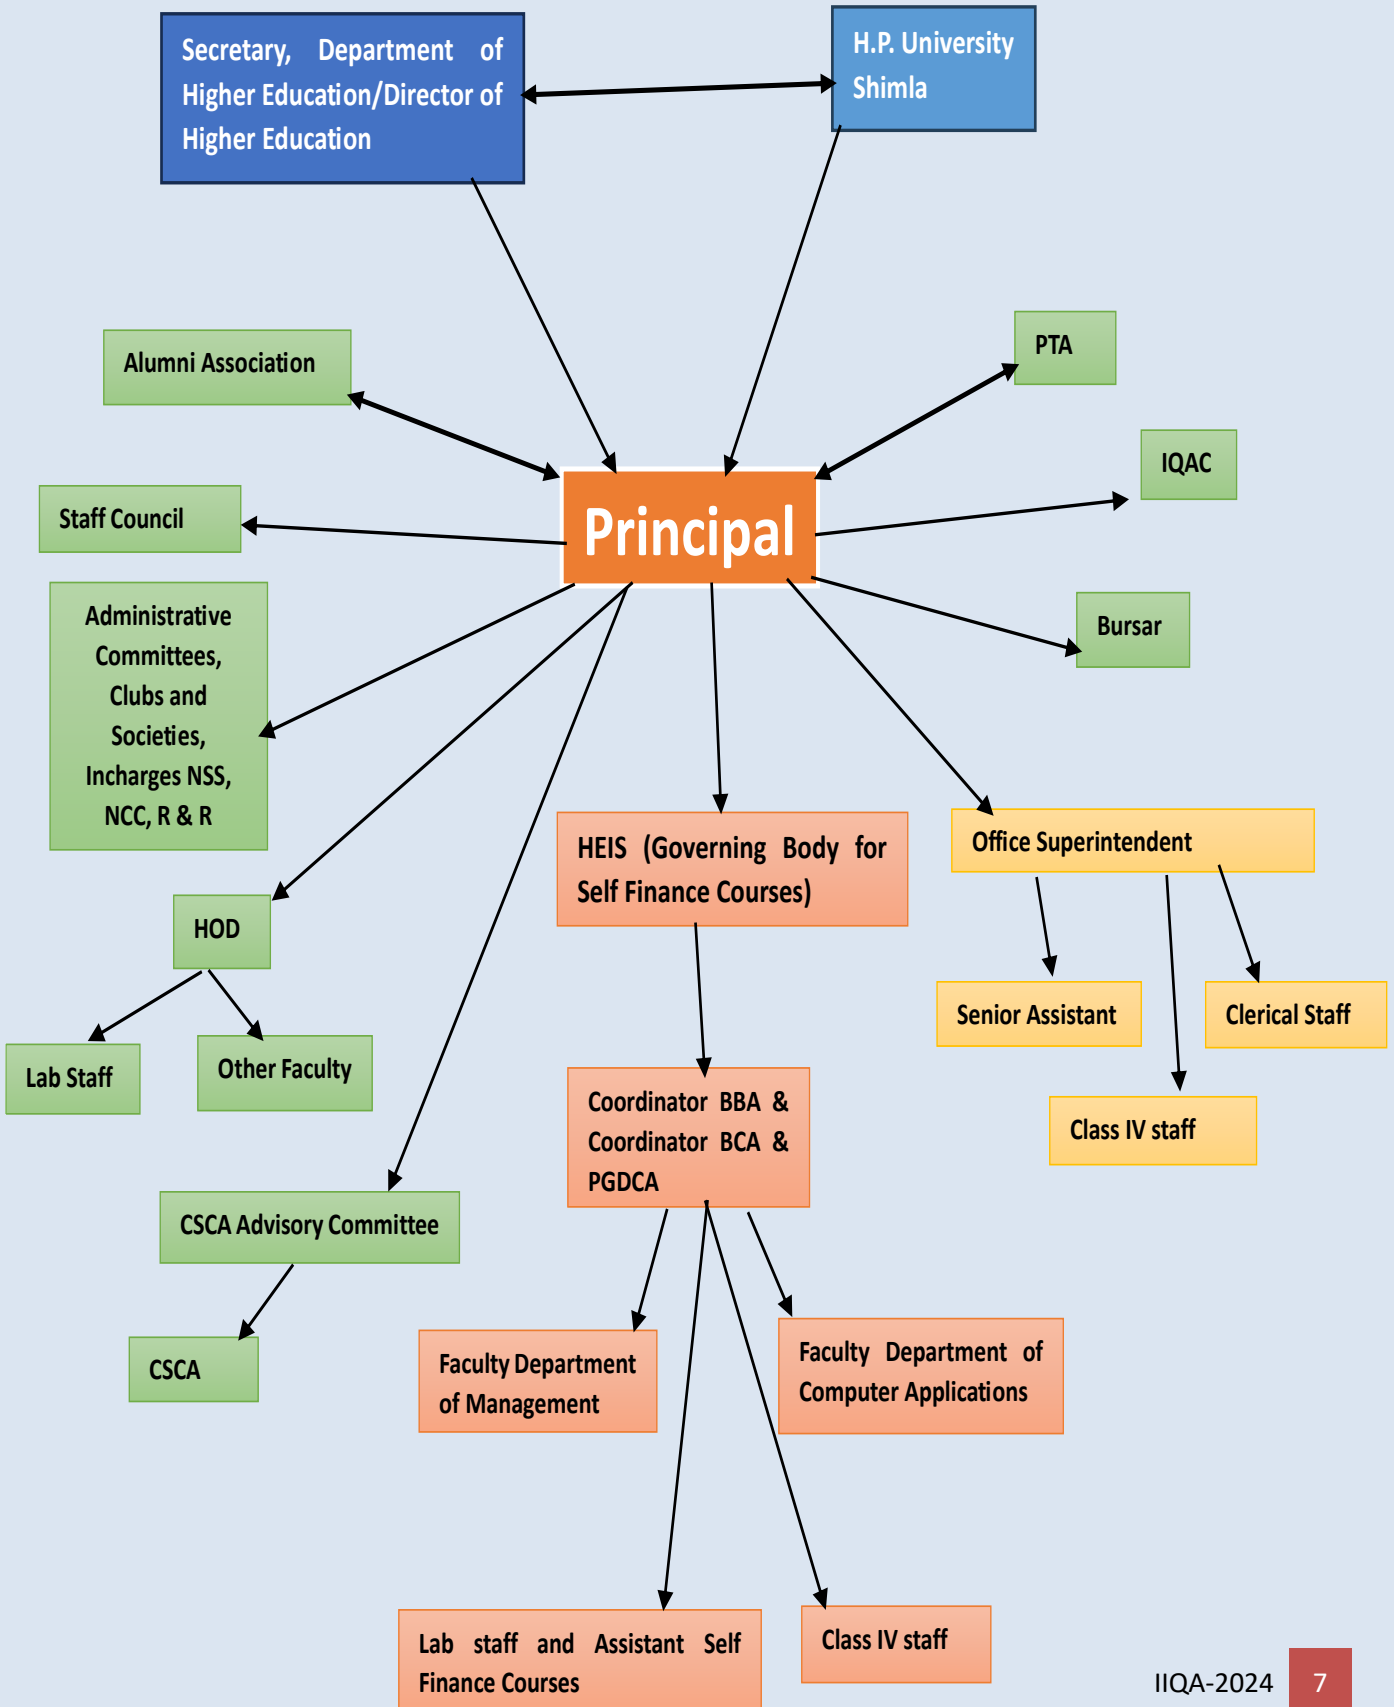 Secretary, Department of
Higher Education/Director of
Higher Education
H.P. University
Shimla
Alumni Association
PTA
IQAC
Staff Council
Principal
Administrative
Committees,
Clubs and
Societies,
Incharges NSS,
NCC, R & R
Bursar
HEIS (Governing Body for
Self Finance Courses)
Office Superintendent
HOD
Senior Assistant
Clerical Staff
Lab Staff
Other Faculty
Coordinator BBA &
Coordinator BCA &
PGDCA
Class IV staff
CSCA Advisory Committee
CSCA
Faculty Department
of Management
Faculty Department of
Computer Applications
Lab staff and Assistant Self
Finance Courses
Class IV staff
IIQA-2024 7